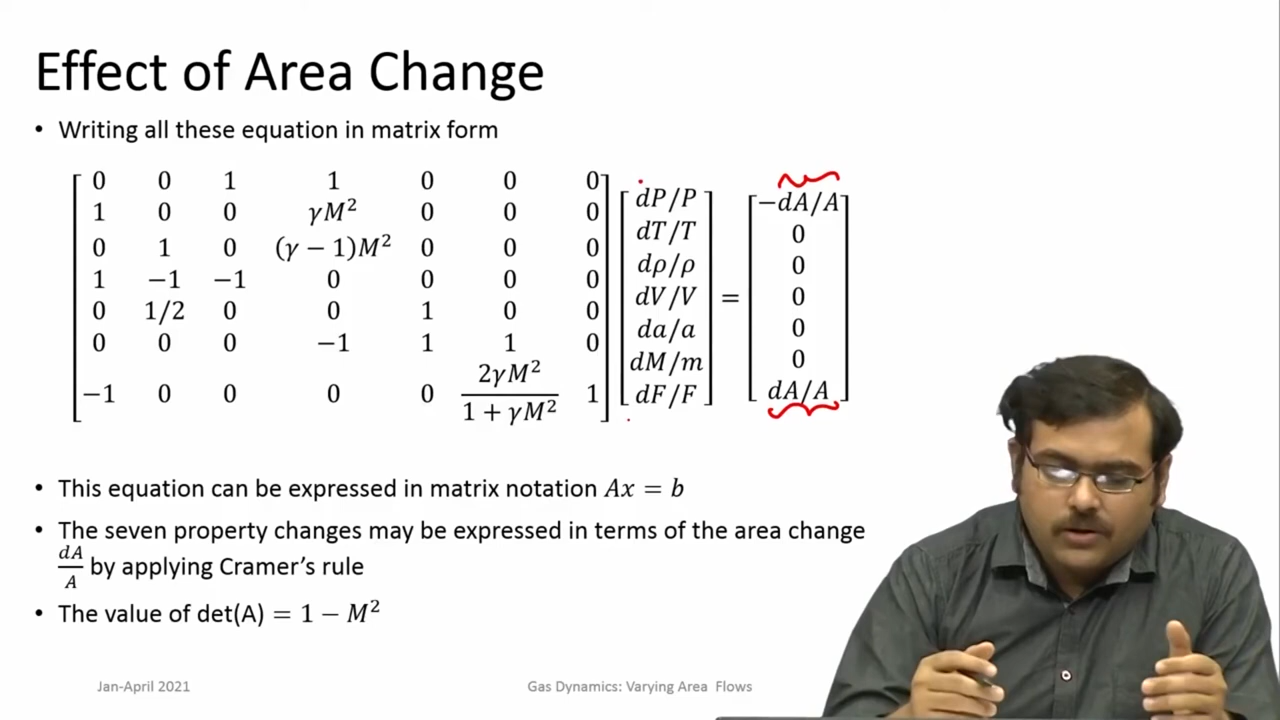 Effect of Area Change
• Writing all these equation in matrix form
0 0 1 1 0 0 0
1 0 0 γM² 0 0 0
0 1 0 (γ − 1)M² 0 0 0
1 −1 −1 0 0 0 0
0 1/2 0 0 1 0 0
0 0 0 −1 1 1 0
−1 0 0 0 0 2γM²/(1 + γM²) 1
dP/P
dT/T
dρ/ρ
dV/V
da/a
dM/m
dF/F
=
−dA/A
0
0
0
0
0
dA/A
• This equation can be expressed in matrix notation Ax = b
• The seven property changes may be expressed in terms of the area change
dA/A by applying Cramer’s rule
• The value of det(A) = 1 − M²
Jan-April 2021
Gas Dynamics: Varying Area Flows